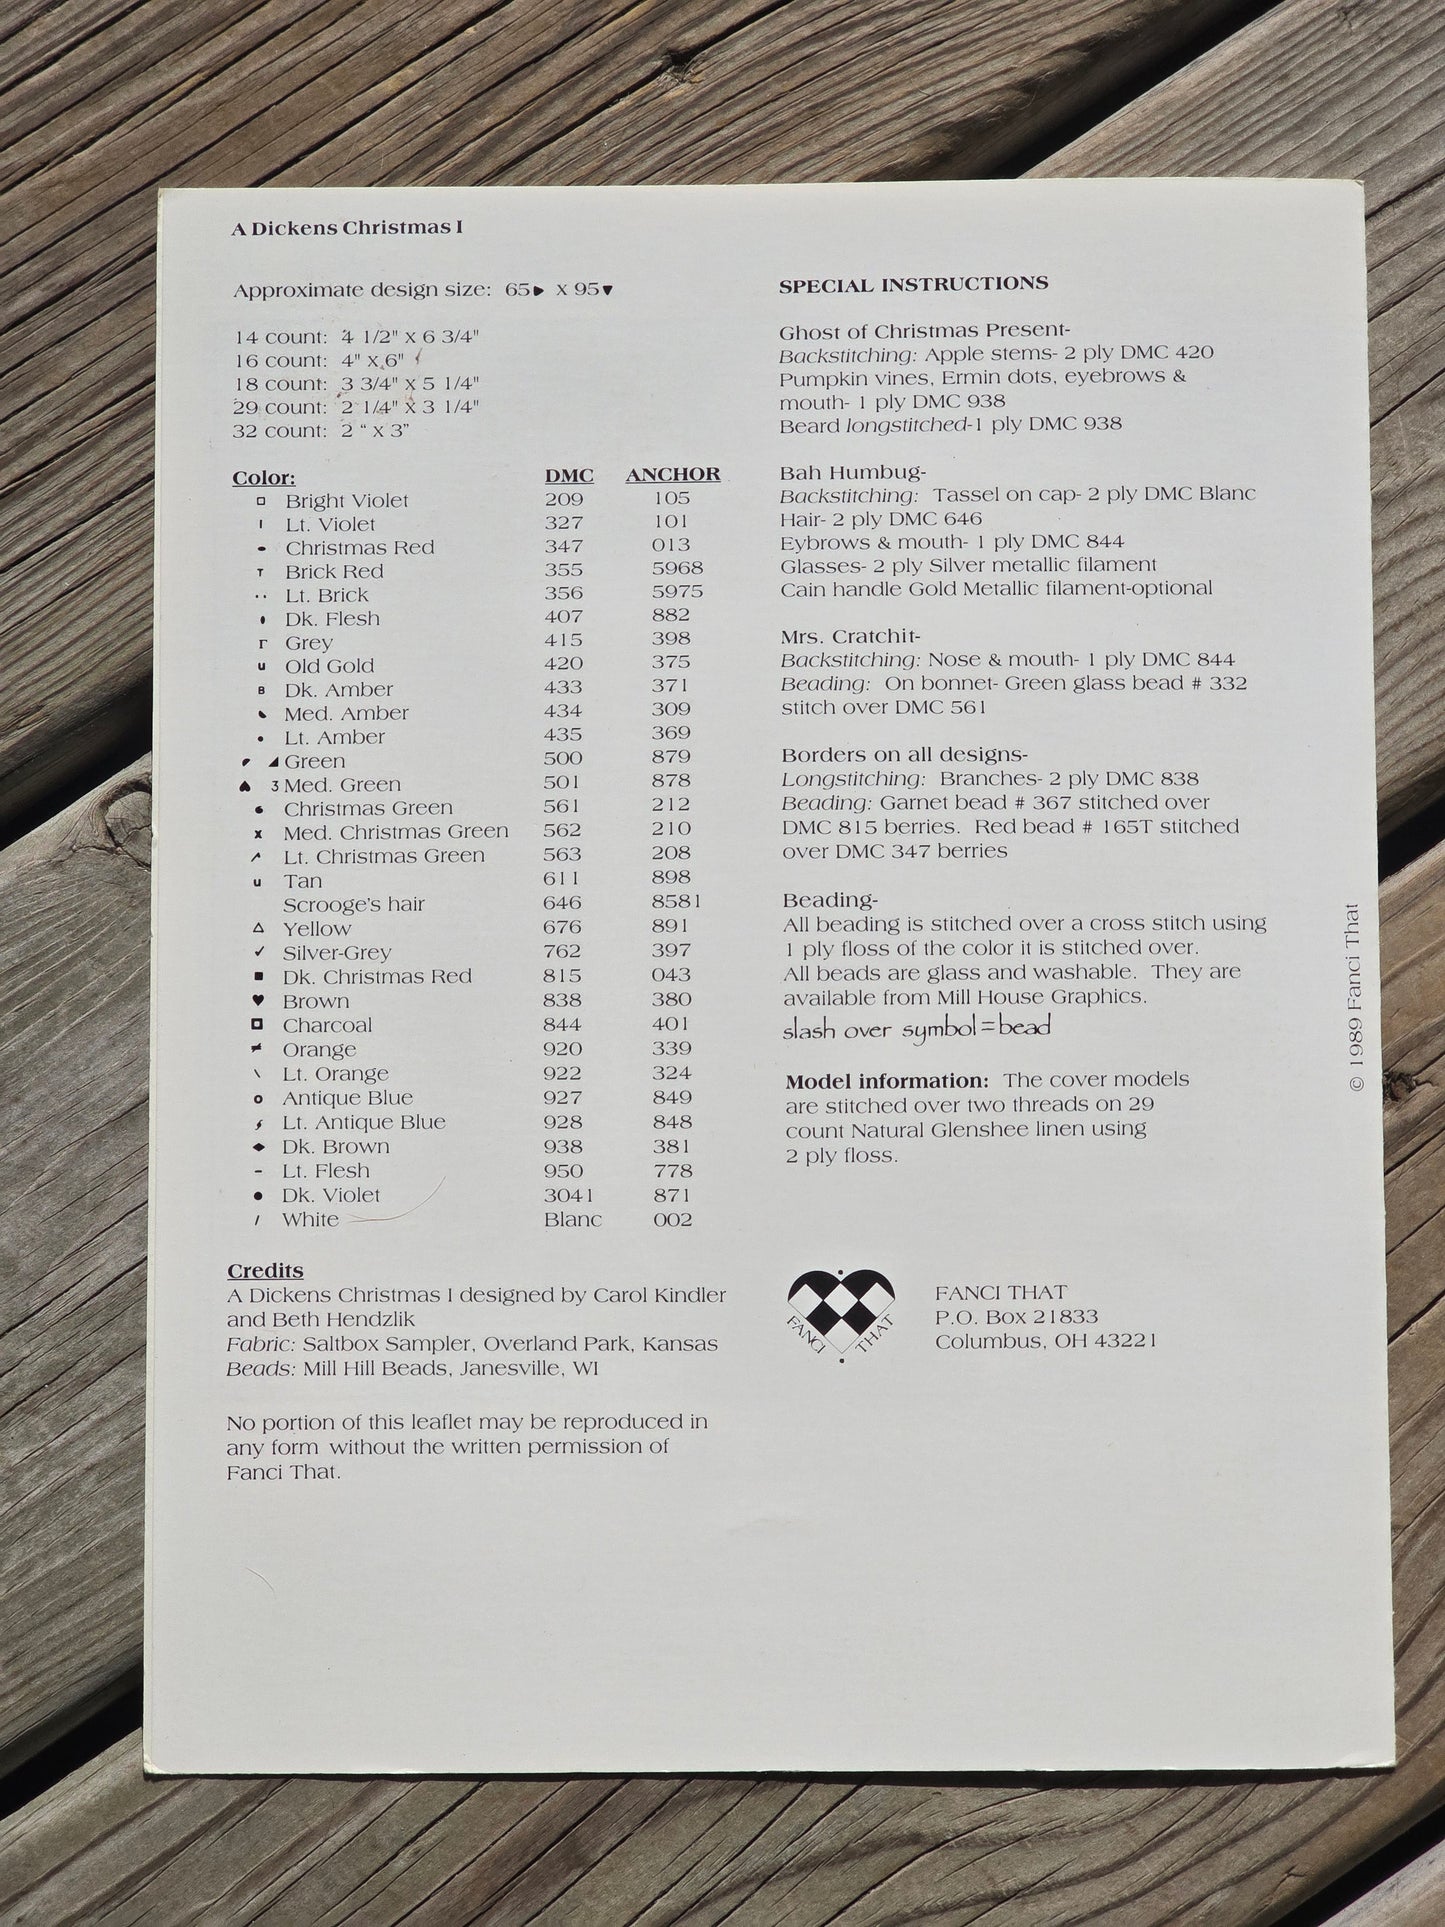 A Dickens Christmas I
Approximate design size: 65▶ X 95▼
14 count: 4 1/2" X 6 3/4"
16 count: 4" X 6"
18 count: 3 3/4" X 5 1/4"
29 count: 2 1/4" X 3 1/4"
32 count: 2 “ X 3”
Color: DMC ANCHOR
Bright Violet 209 105
Lt. Violet 327 101
Christmas Red 347 013
T Brick Red 355 5968
Lt. Brick 356 5975
Dk. Flesh 407 882
Γ Grey 415 398
u Old Gold 420 375
B Dk. Amber 433 371
Med. Amber 434 309
Lt. Amber 435 369
Green 500 879
3 Med. Green 501 878
Christmas Green 561 212
x Med. Christmas Green 562 210
Lt. Christmas Green 563 208
u Tan 611 898
Scrooge's hair 646 8581
△ Yellow 676 891
✓ Silver-Grey 762 397
■ Dk. Christmas Red 815 043
♥ Brown 838 380
Charcoal 844 401
Orange 920 339
\ Lt. Orange 922 324
Antique Blue 927 849
Lt. Antique Blue 928 848
◆ Dk. Brown 938 381
- Lt. Flesh 950 778
● Dk. Violet 3041 871
/ White Blanc 002
Credits
A Dickens Christmas I designed by Carol Kindler
and Beth Hendzlik
Fabric: Saltbox Sampler, Overland Park, Kansas
Beads: Mill Hill Beads, Janesville, WI
No portion of this leaflet may be reproduced in
any form without the written permission of
Fanci That.
SPECIAL INSTRUCTIONS
Ghost of Christmas Present-
Backstitching: Apple stems- 2 ply DMC 420
Pumpkin vines, Ermin dots, eyebrows &
mouth- 1 ply DMC 938
Beard longstitched-1 ply DMC 938
Bah Humbug-
Backstitching: Tassel on cap- 2 ply DMC Blanc
Hair- 2 ply DMC 646
Eybrows & mouth- 1 ply DMC 844
Glasses- 2 ply Silver metallic filament
Cain handle Gold Metallic filament-optional
Mrs. Cratchit-
Backstitching: Nose & mouth- 1 ply DMC 844
Beading: On bonnet- Green glass bead # 332
stitch over DMC 561
Borders on all designs-
Longstitching: Branches- 2 ply DMC 838
Beading: Garnet bead # 367 stitched over
DMC 815 berries. Red bead # 165T stitched
over DMC 347 berries
Beading-
All beading is stitched over a cross stitch using
1 ply floss of the color it is stitched over.
All beads are glass and washable. They are
available from Mill House Graphics.
slash over symbol=bead
Model information: The cover models
are stitched over two threads on 29
count Natural Glenshee linen using
2 ply floss.
FANCI THAT
FANCI THAT
P.O. Box 21833
Columbus, OH 43221
© 1989 Fanci That